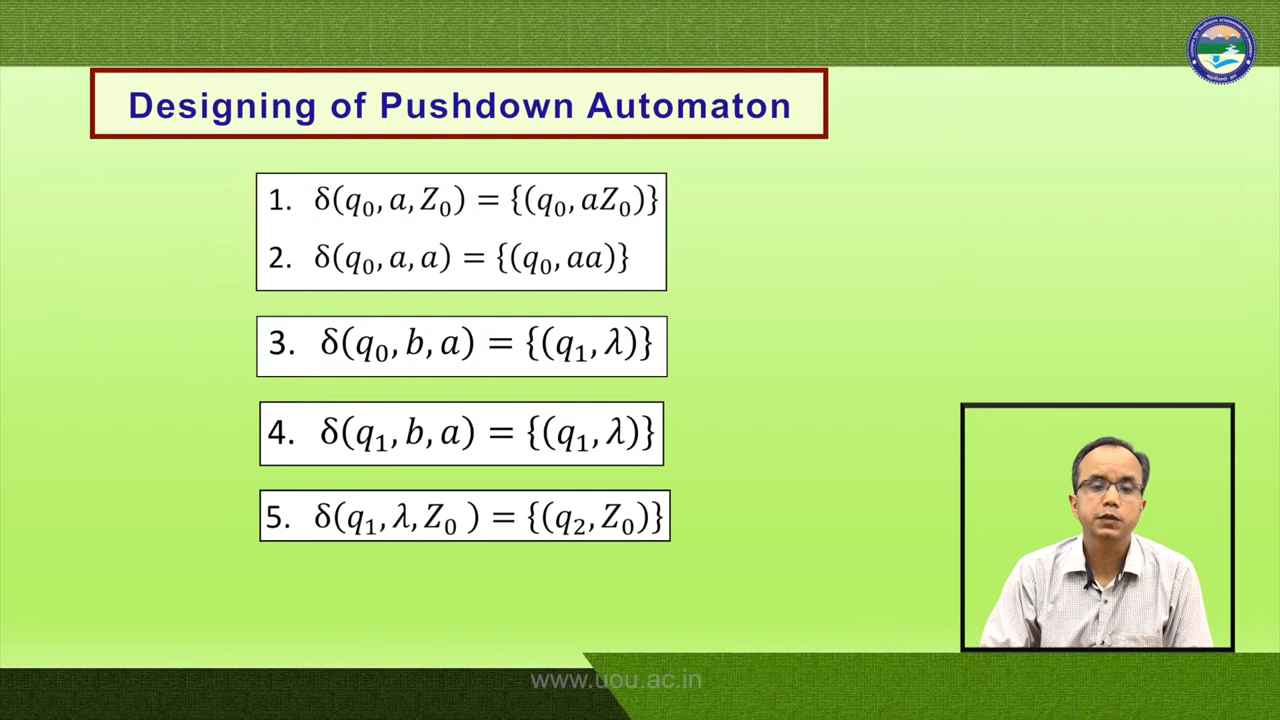 Designing of Pushdown Automaton
1. δ(q₀, a, Z₀) = {(q₀, aZ₀)}
2. δ(q₀, a, a) = {(q₀, aa)}
3. δ(q₀, b, a) = {(q₁, λ)}
4. δ(q₁, b, a) = {(q₁, λ)}
5. δ(q₁, λ, Z₀ ) = {(q₂, Z₀)}
www.uou.ac.in